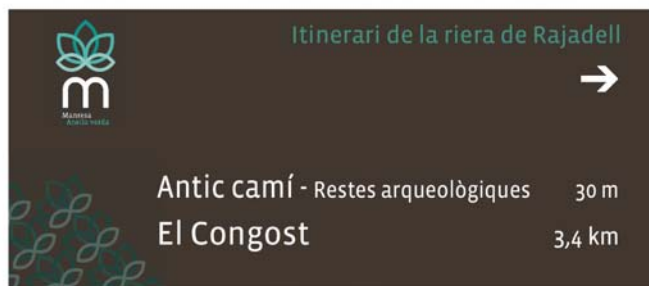 Itinerari de la riera de Rajadell
m
Manresa
Anella verda
Antic camí - Restes arqueològiques 30 m
El Congost 3,4 km